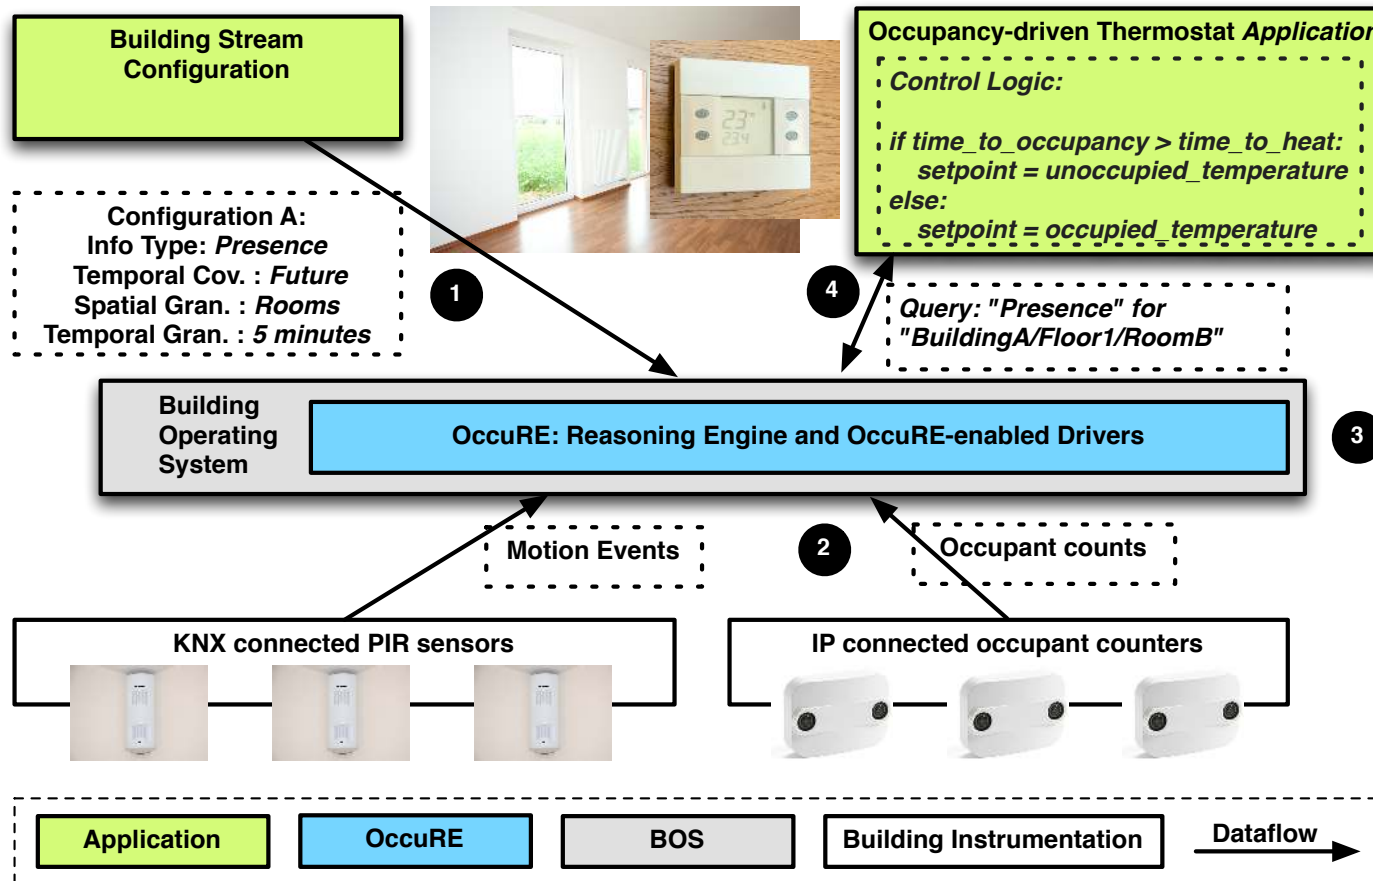 Building Stream
Configuration
Occupancy-driven Thermostat Application
Control Logic:
if time_to_occupancy > time_to_heat:
setpoint = unoccupied_temperature
else:
setpoint = occupied_temperature
23
23.4
Configuration A:
Info Type: Presence
Temporal Cov. : Future
Spatial Gran. : Rooms
Temporal Gran. : 5 minutes
1
4
Query: "Presence" for
"BuildingA/Floor1/RoomB"
Building
Operating
System
OccuRE: Reasoning Engine and OccuRE-enabled Drivers
3
Motion Events
2
Occupant counts
KNX connected PIR sensors
IP connected occupant counters
Application
OccuRE
BOS
Building Instrumentation
Dataflow